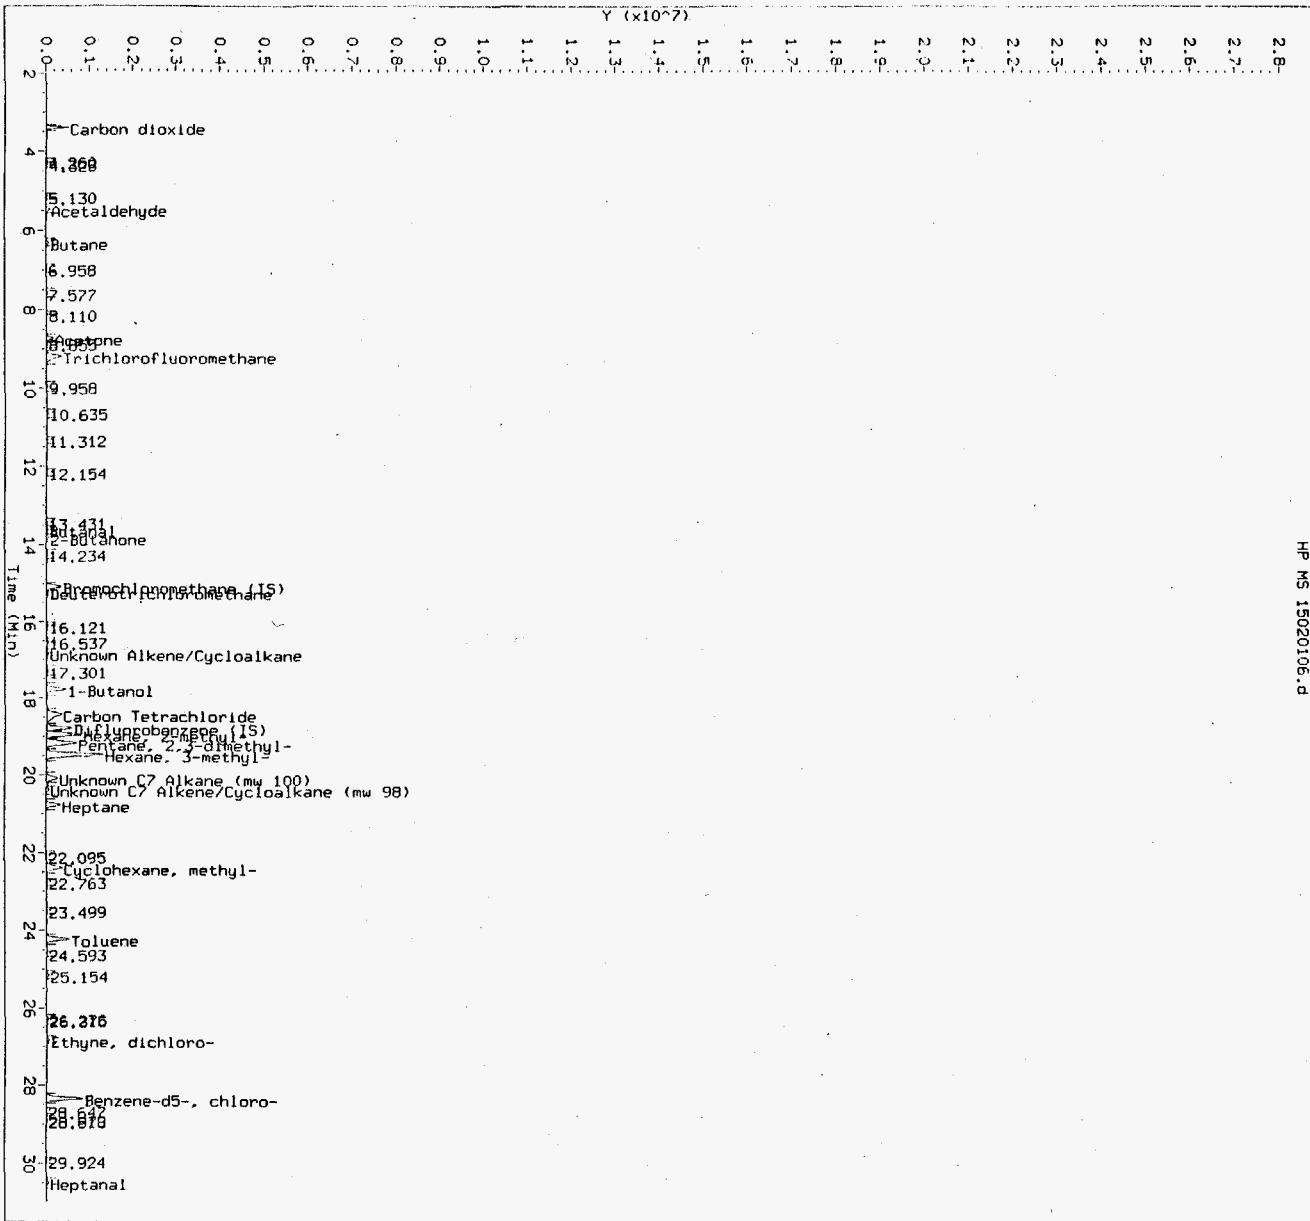 Y (x10^7)
0.0
0.1
0.2
0.3
0.4
0.5
0.6
0.7
0.8
0.9
1.0
1.1
1.2
1.3
1.4
1.5
1.6
1.7
1.8
1.9
2.0
2.1
2.2
2.3
2.4
2.5
2.6
2.7
2.8
HP MS 15020106.d
2
Carbon dioxide
4
5.130
Acetaldehyde
6
Butane
6.958
7.577
8
8.110
Acetone
Trichlorofluoromethane
10
9.958
10.635
11.312
12
12.154
13.431
Butanal
2-Butanone
14
14.234
Bromochloromethane (IS)
Deuterotrichloromethane
Time (Min)
16
16.121
16.537
Unknown Alkene/Cycloalkane
17.301
1-Butanol
18
Carbon Tetrachloride
Difluorobenzene (IS)
Hexane, 2-methyl-
Pentane, 2,3-dimethyl-
Hexane, 3-methyl-
20
Unknown C7 Alkane (mw 100)
Unknown C7 Alkene/Cycloalkane (mw 98)
Heptane
22
22.095
Cyclohexane, methyl-
22.763
23.499
24
Toluene
24.593
25.154
26
Ethyne, dichloro-
28
Benzene-d5-, chloro-
28.647
30
29.924
Heptanal